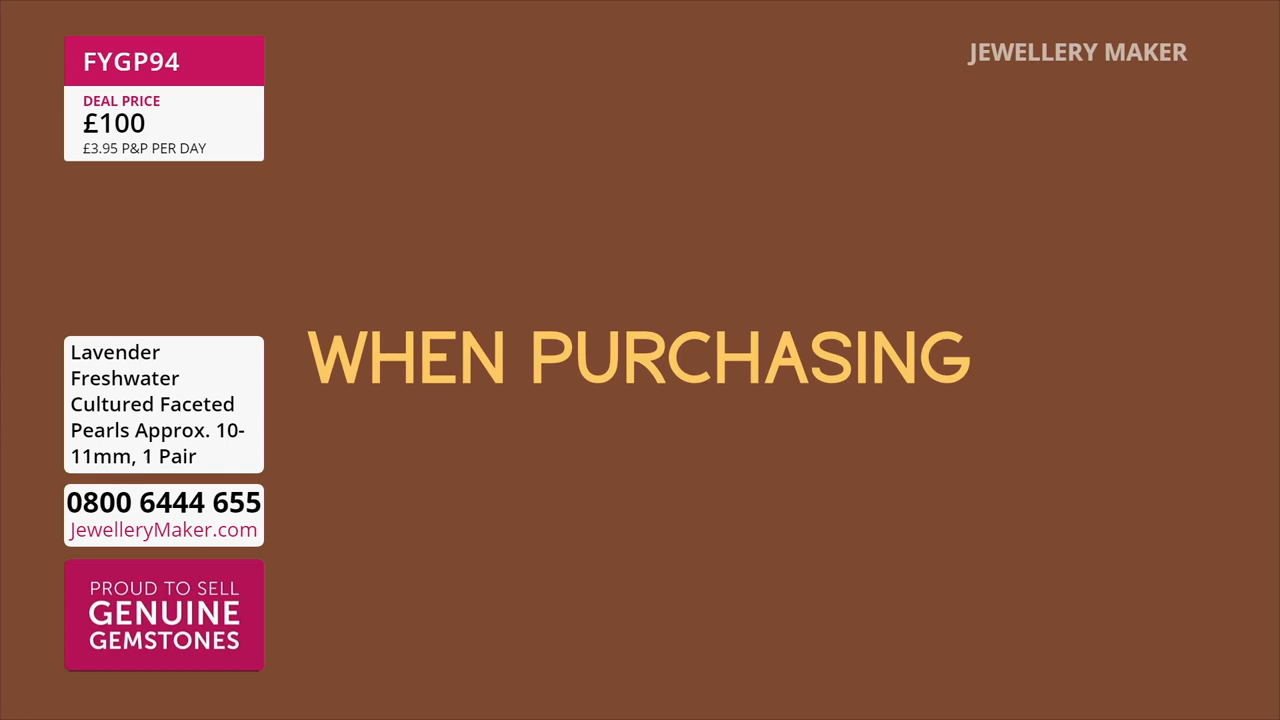 FYGP94
DEAL PRICE
£100
£3.95 P&P PER DAY
JEWELLERY MAKER
WHEN PURCHASING
Lavender
Freshwater
Cultured Faceted
Pearls Approx. 10-
11mm, 1 Pair
0800 6444 655
JewelleryMaker.com
PROUD TO SELL
GENUINE
GEMSTONES